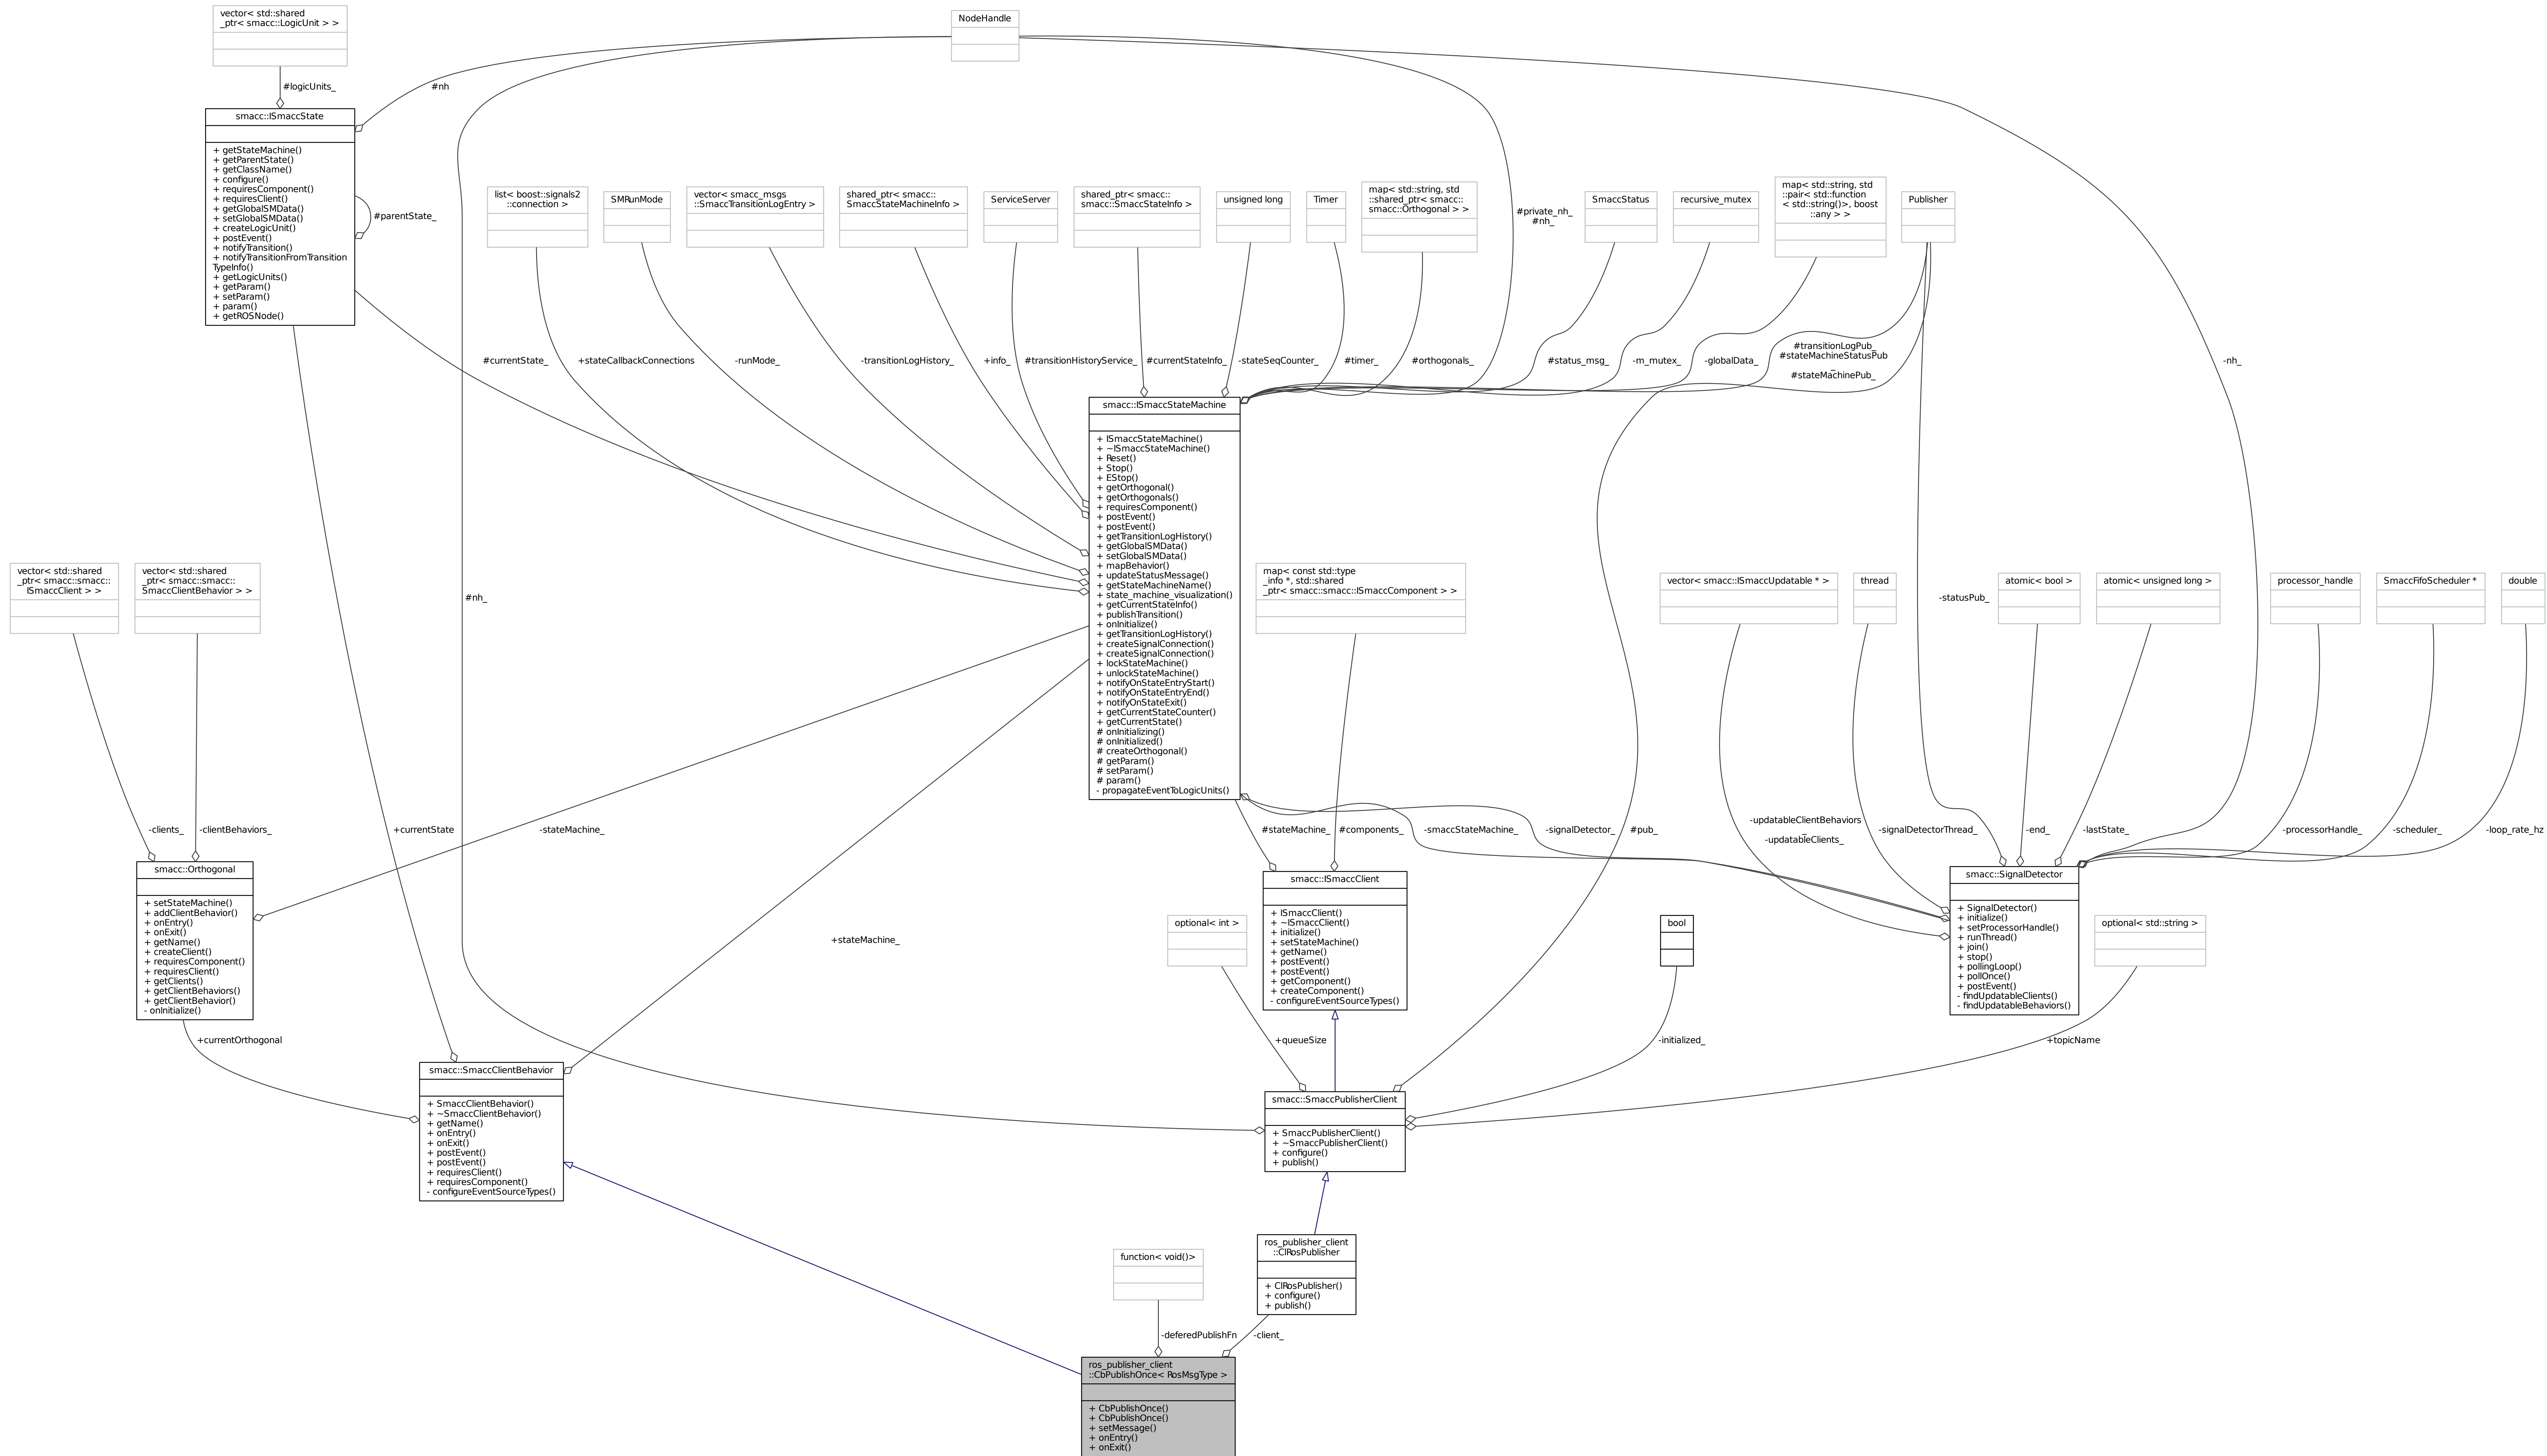 vector< std::shared
_ptr< smacc::LogicUnit > >
NodeHandle
#logicUnits_
#nh
smacc::ISmaccState
+ getStateMachine()
+ getParentState()
+ getClassName()
+ configure()
+ requiresComponent()
+ requiresClient()
+ getGlobalSMData()
+ setGlobalSMData()
+ createLogicUnit()
+ postEvent()
+ notifyTransition()
+ notifyTransitionFromTransition
TypeInfo()
+ getLogicUnits()
+ getParam()
+ setParam()
+ param()
+ getROSNode()
#parentState_
list< boost::signals2
::connection >
SMRunMode
vector< smacc_msgs
::SmaccTransitionLogEntry >
shared_ptr< smacc::
SmaccStateMachineInfo >
ServiceServer
shared_ptr< smacc::
smacc::SmaccStateInfo >
unsigned long
Timer
map< std::string, std
::shared_ptr< smacc::
smacc::Orthogonal > >
#private_nh_
#nh_
SmaccStatus
recursive_mutex
map< std::string, std
::pair< std::function
< std::string()>, boost
::any > >
Publisher
#currentState_
+stateCallbackConnections
-runMode_
-transitionLogHistory_
+info_
#transitionHistoryService_
#currentStateInfo_
-stateSeqCounter_
#timer_
#orthogonals_
#status_msg_
-m_mutex_
-globalData_
#transitionLogPub_
#stateMachineStatusPub
_
#stateMachinePub_
-nh_
smacc::ISmaccStateMachine
+ ISmaccStateMachine()
+ ~ISmaccStateMachine()
+ Reset()
+ Stop()
+ EStop()
+ getOrthogonal()
+ getOrthogonals()
+ requiresComponent()
+ postEvent()
+ postEvent()
+ getTransitionLogHistory()
+ getGlobalSMData()
+ setGlobalSMData()
+ mapBehavior()
+ updateStatusMessage()
+ getStateMachineName()
+ state_machine_visualization()
+ getCurrentStateInfo()
+ publishTransition()
+ onInitialize()
+ getTransitionLogHistory()
+ createSignalConnection()
+ createSignalConnection()
+ lockStateMachine()
+ unlockStateMachine()
+ notifyOnStateEntryStart()
+ notifyOnStateEntryEnd()
+ notifyOnStateExit()
+ getCurrentStateCounter()
+ getCurrentState()
# onInitializing()
# onInitialized()
# createOrthogonal()
# getParam()
# setParam()
# param()
- propagateEventToLogicUnits()
vector< std::shared
_ptr< smacc::smacc::
ISmaccClient > >
vector< std::shared
_ptr< smacc::smacc::
SmaccClientBehavior > >
#nh_
map< const std::type
_info *, std::shared
_ptr< smacc::smacc::ISmaccComponent > >
vector< smacc::ISmaccUpdatable * >
thread
-statusPub_
atomic< bool >
atomic< unsigned long >
processor_handle
SmaccFifoScheduler *
double
-clients_
-clientBehaviors_
+currentState
-stateMachine_
#stateMachine_
#components_
-smaccStateMachine_
-signalDetector_
#pub_
-updatableClientBehaviors
_
-updatableClients_
-signalDetectorThread_
-end_
-lastState_
-processorHandle_
-scheduler_
-loop_rate_hz
smacc::Orthogonal
+ setStateMachine()
+ addClientBehavior()
+ onEntry()
+ onExit()
+ getName()
+ createClient()
+ requiresComponent()
+ requiresClient()
+ getClients()
+ getClientBehaviors()
+ getClientBehavior()
- onInitialize()
+stateMachine_
optional< int >
smacc::ISmaccClient
+ ISmaccClient()
+ ~ISmaccClient()
+ initialize()
+ setStateMachine()
+ getName()
+ postEvent()
+ postEvent()
+ getComponent()
+ createComponent()
- configureEventSourceTypes()
bool
smacc::SignalDetector
+ SignalDetector()
+ initialize()
+ setProcessorHandle()
+ runThread()
+ join()
+ stop()
+ pollingLoop()
+ pollOnce()
+ postEvent()
- findUpdatableClients()
- findUpdatableBehaviors()
optional< std::string >
+currentOrthogonal
+queueSize
-initialized_
+topicName
smacc::SmaccClientBehavior
+ SmaccClientBehavior()
+ ~SmaccClientBehavior()
+ getName()
+ onEntry()
+ onExit()
+ postEvent()
+ postEvent()
+ requiresClient()
+ requiresComponent()
- configureEventSourceTypes()
smacc::SmaccPublisherClient
+ SmaccPublisherClient()
+ ~SmaccPublisherClient()
+ configure()
+ publish()
function< void()>
ros_publisher_client
::ClRosPublisher
+ ClRosPublisher()
+ configure()
+ publish()
-deferedPublishFn
-client_
ros_publisher_client
::CbPublishOnce< RosMsgType >
+ CbPublishOnce()
+ CbPublishOnce()
+ setMessage()
+ onEntry()
+ onExit()